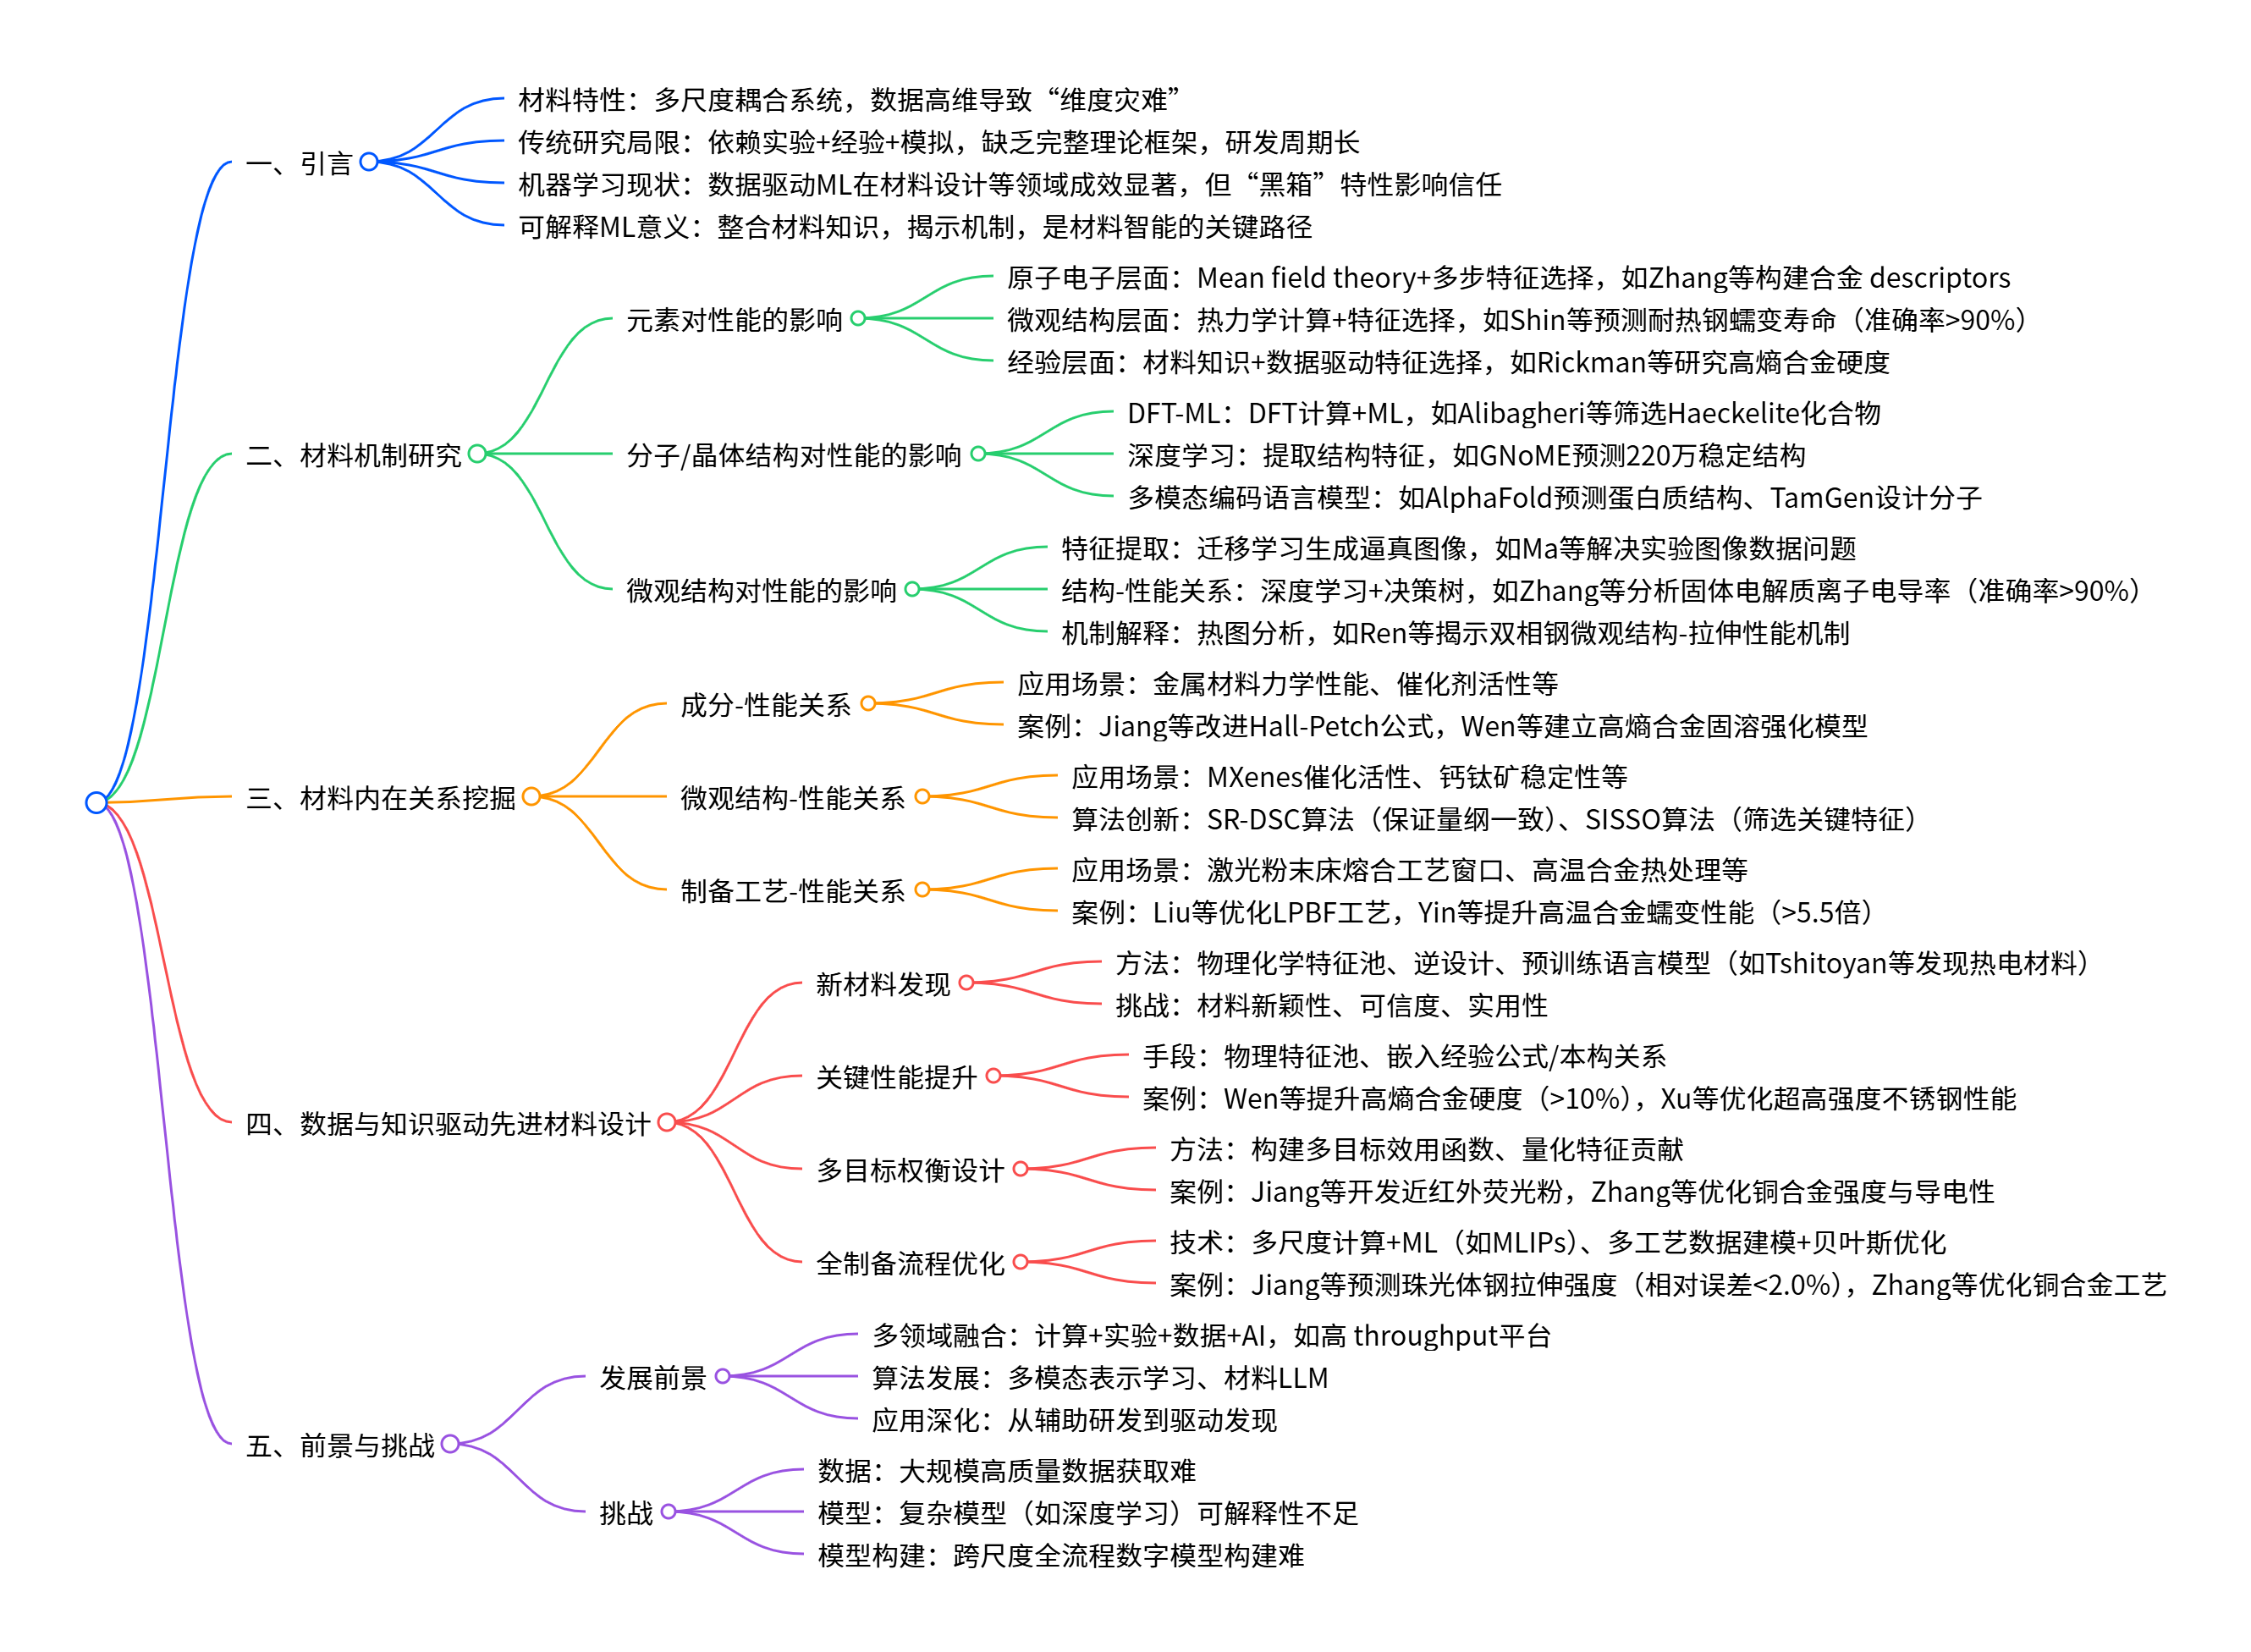 一、引言
材料特性：多尺度耦合系统，数据高维导致“维度灾难”
传统研究局限：依赖实验+经验+模拟，缺乏完整理论框架，研发周期长
机器学习现状：数据驱动ML在材料设计等领域成效显著，但“黑箱”特性影响信任
可解释ML意义：整合材料知识，揭示机制，是材料智能的关键路径
二、材料机制研究
元素对性能的影响
原子电子层面：Mean field theory+多步特征选择，如Zhang等构建合金 descriptors
微观结构层面：热力学计算+特征选择，如Shin等预测耐热钢蠕变寿命（准确率>90%）
经验层面：材料知识+数据驱动特征选择，如Rickman等研究高熵合金硬度
分子/晶体结构对性能的影响
DFT-ML：DFT计算+ML，如Alibagheri等筛选Haeckelite化合物
深度学习：提取结构特征，如GNoME预测220万稳定结构
多模态编码语言模型：如AlphaFold预测蛋白质结构、TamGen设计分子
微观结构对性能的影响
特征提取：迁移学习生成逼真图像，如Ma等解决实验图像数据问题
结构-性能关系：深度学习+决策树，如Zhang等分析固体电解质离子电导率（准确率>90%）
机制解释：热图分析，如Ren等揭示双相钢微观结构-拉伸性能机制
三、材料内在关系挖掘
成分-性能关系
应用场景：金属材料力学性能、催化剂活性等
案例：Jiang等改进Hall-Petch公式，Wen等建立高熵合金固溶强化模型
微观结构-性能关系
应用场景：MXenes催化活性、钙钛矿稳定性等
算法创新：SR-DSC算法（保证量纲一致）、SISSO算法（筛选关键特征）
制备工艺-性能关系
应用场景：激光粉末床熔合工艺窗口、高温合金热处理等
案例：Liu等优化LPBF工艺，Yin等提升高温合金蠕变性能（>5.5倍）
四、数据与知识驱动先进材料设计
新材料发现
方法：物理化学特征池、逆设计、预训练语言模型（如Tshitoyan等发现热电材料）
挑战：材料新颖性、可信度、实用性
关键性能提升
手段：物理特征池、嵌入经验公式/本构关系
案例：Wen等提升高熵合金硬度（>10%），Xu等优化超高强度不锈钢性能
多目标权衡设计
方法：构建多目标效用函数、量化特征贡献
案例：Jiang等开发近红外荧光粉，Zhang等优化铜合金强度与导电性
全制备流程优化
技术：多尺度计算+ML（如MLIPs）、多工艺数据建模+贝叶斯优化
案例：Jiang等预测珠光体钢拉伸强度（相对误差<2.0%），Zhang等优化铜合金工艺
五、前景与挑战
发展前景
多领域融合：计算+实验+数据+AI，如高 throughput平台
算法发展：多模态表示学习、材料LLM
应用深化：从辅助研发到驱动发现
挑战
数据：大规模高质量数据获取难
模型：复杂模型（如深度学习）可解释性不足
模型构建：跨尺度全流程数字模型构建难